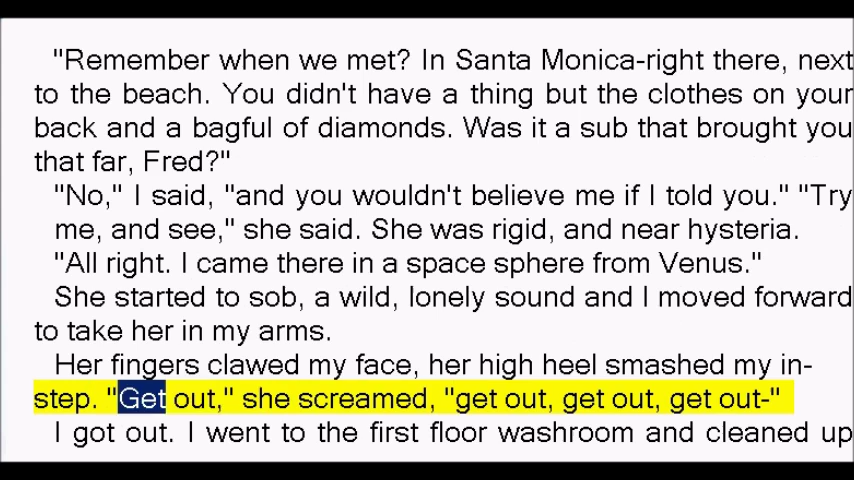 "Remember when we met? In Santa Monica-right there, next
to the beach. You didn't have a thing but the clothes on your
back and a bagful of diamonds. Was it a sub that brought you
that far, Fred?"
"No," I said, "and you wouldn't believe me if I told you." "Try
me, and see," she said. She was rigid, and near hysteria.
"All right. I came there in a space sphere from Venus."
She started to sob, a wild, lonely sound and I moved forward
to take her in my arms.
Her fingers clawed my face, her high heel smashed my in-
step. "Get out," she screamed, "get out, get out, get out-"
I got out. I went to the first floor washroom and cleaned up